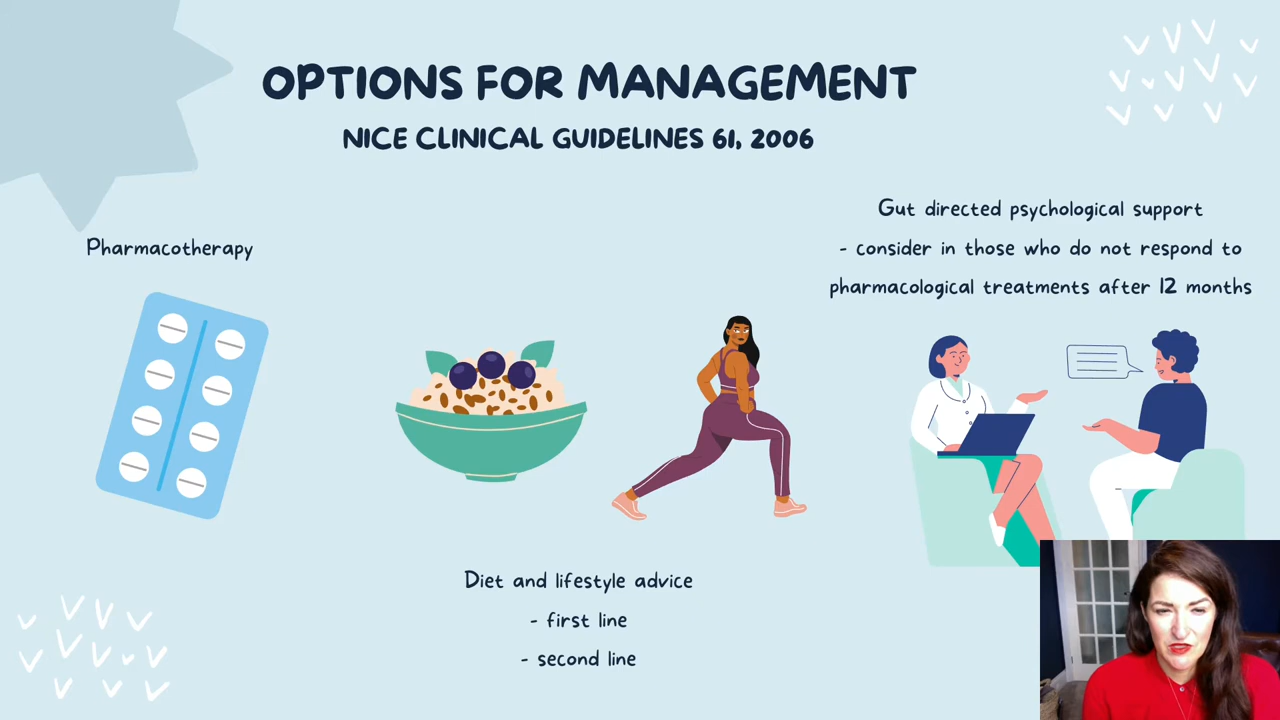 OPTIONS FOR MANAGEMENT
NICE CLINICAL GUIDELINES 61, 2006
Pharmacotherapy
Gut directed psychological support
- consider in those who do not respond to
pharmacological treatments after 12 months
Diet and lifestyle advice
- first line
- second line